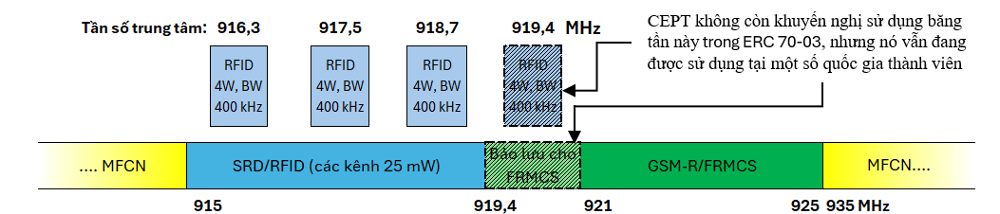 Tần số trung tâm: 916,3 917,5 918,7 919,4 MHz
CEPT không còn khuyến nghị sử dụng băng
tần này trong ERC 70-03, nhưng nó vẫn đang
được sử dụng tại một số quốc gia thành viên
RFID
4W, BW
400 kHz
RFID
4W, BW
400 kHz
RFID
4W, BW
400 kHz
RFID
4W, BW
400 kHz
.... MFCN
SRD/RFID (các kênh 25 mW)
Bảo lưu cho
FRMCS
GSM-R/FRMCS
MFCN....
915 919,4 921 925 935 MHz